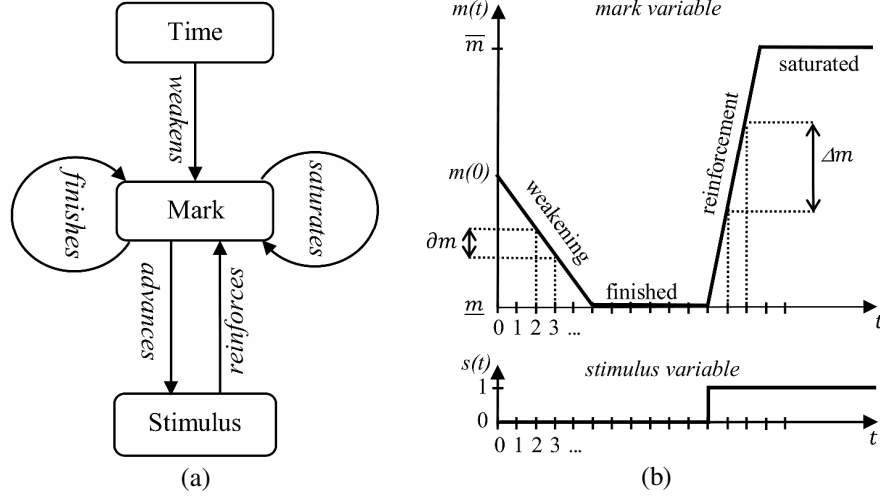 Time
weakens
finishes
saturates
Mark
advances
reinforces
Stimulus
(a)
m(t)
mark variable
m̅
saturated
reinforcement
Δm
m(0)
weakening
∂m
finished
m̲
0 1 2 3 ...
t
s(t)
stimulus variable
1
0
0 1 2 3 ...
t
(b)